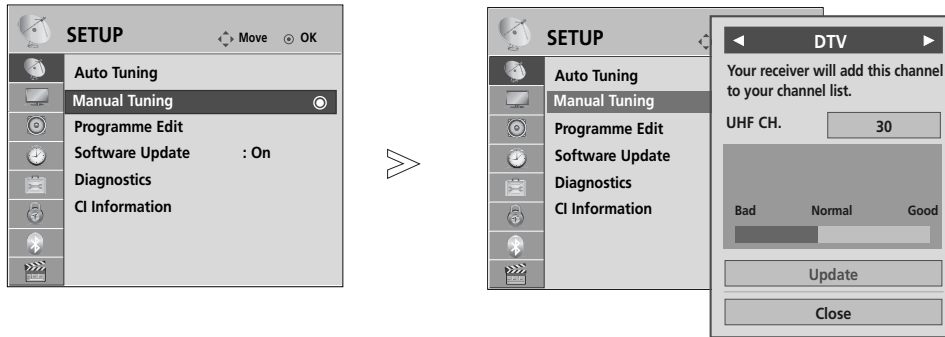 SETUP
Move OK
Auto Tuning
Manual Tuning
Programme Edit
Software Update : On
Diagnostics
CI Information
SETUP
Auto Tuning
Manual Tuning
Programme Edit
Software Update
Diagnostics
CI Information
◄ DTV ►
Your receiver will add this channel
to your channel list.
UHF CH. 30
Bad Normal Good
Update
Close